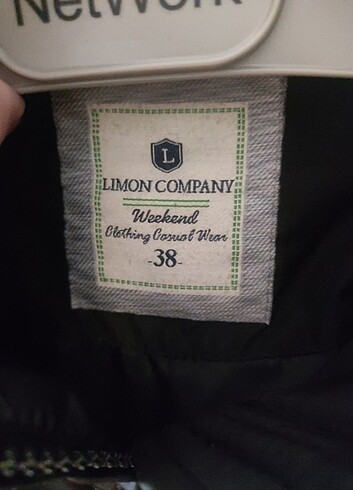 NetWork
L
LIMON COMPANY
Weekend
Clothing Casual Wear
-38-